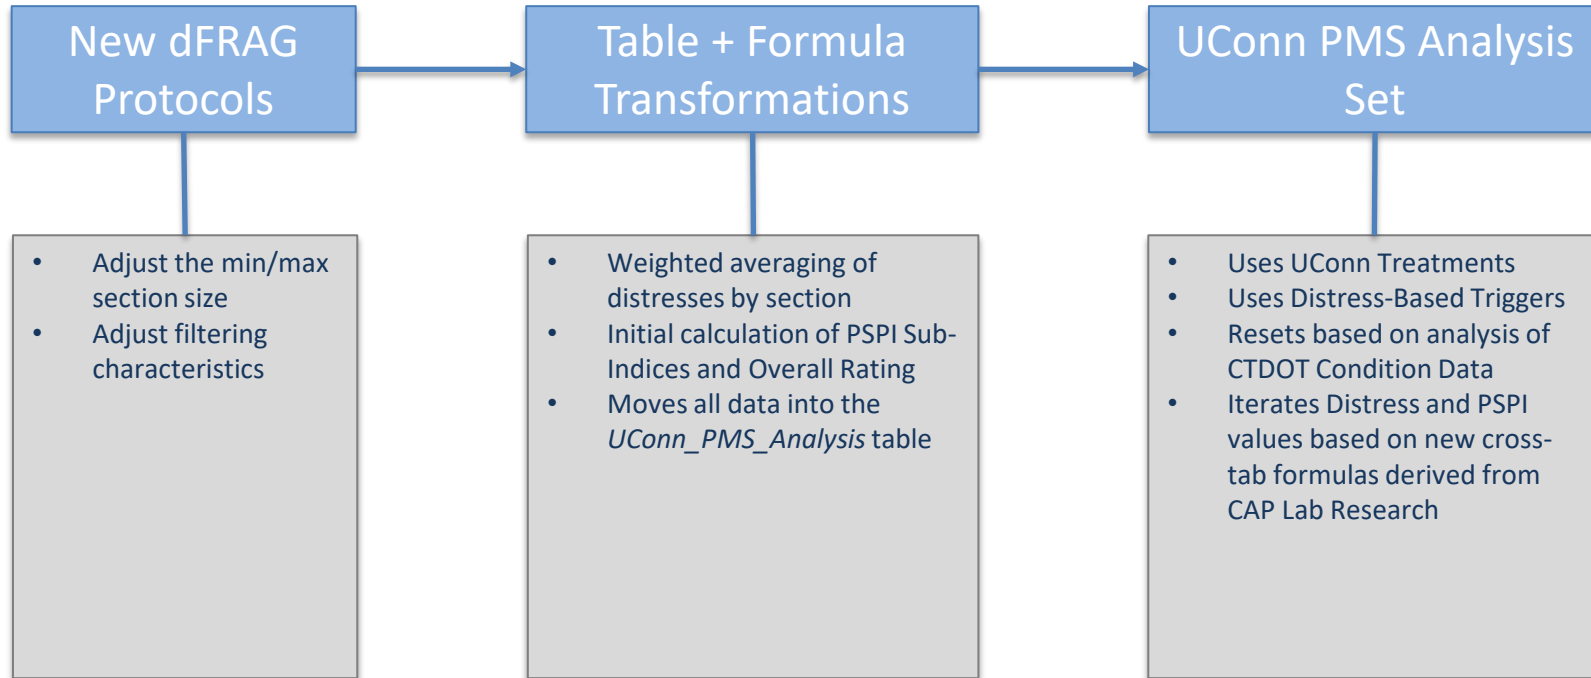 New dFRAG
Protocols
Table + Formula
Transformations
UConn PMS Analysis
Set
• Adjust the min/max
section size
• Adjust filtering
characteristics
• Weighted averaging of
distresses by section
• Initial calculation of PSPI Sub-
Indices and Overall Rating
• Moves all data into the
UConn_PMS_Analysis table
• Uses UConn Treatments
• Uses Distress-Based Triggers
• Resets based on analysis of
CTDOT Condition Data
• Iterates Distress and PSPI
values based on new cross-
tab formulas derived from
CAP Lab Research